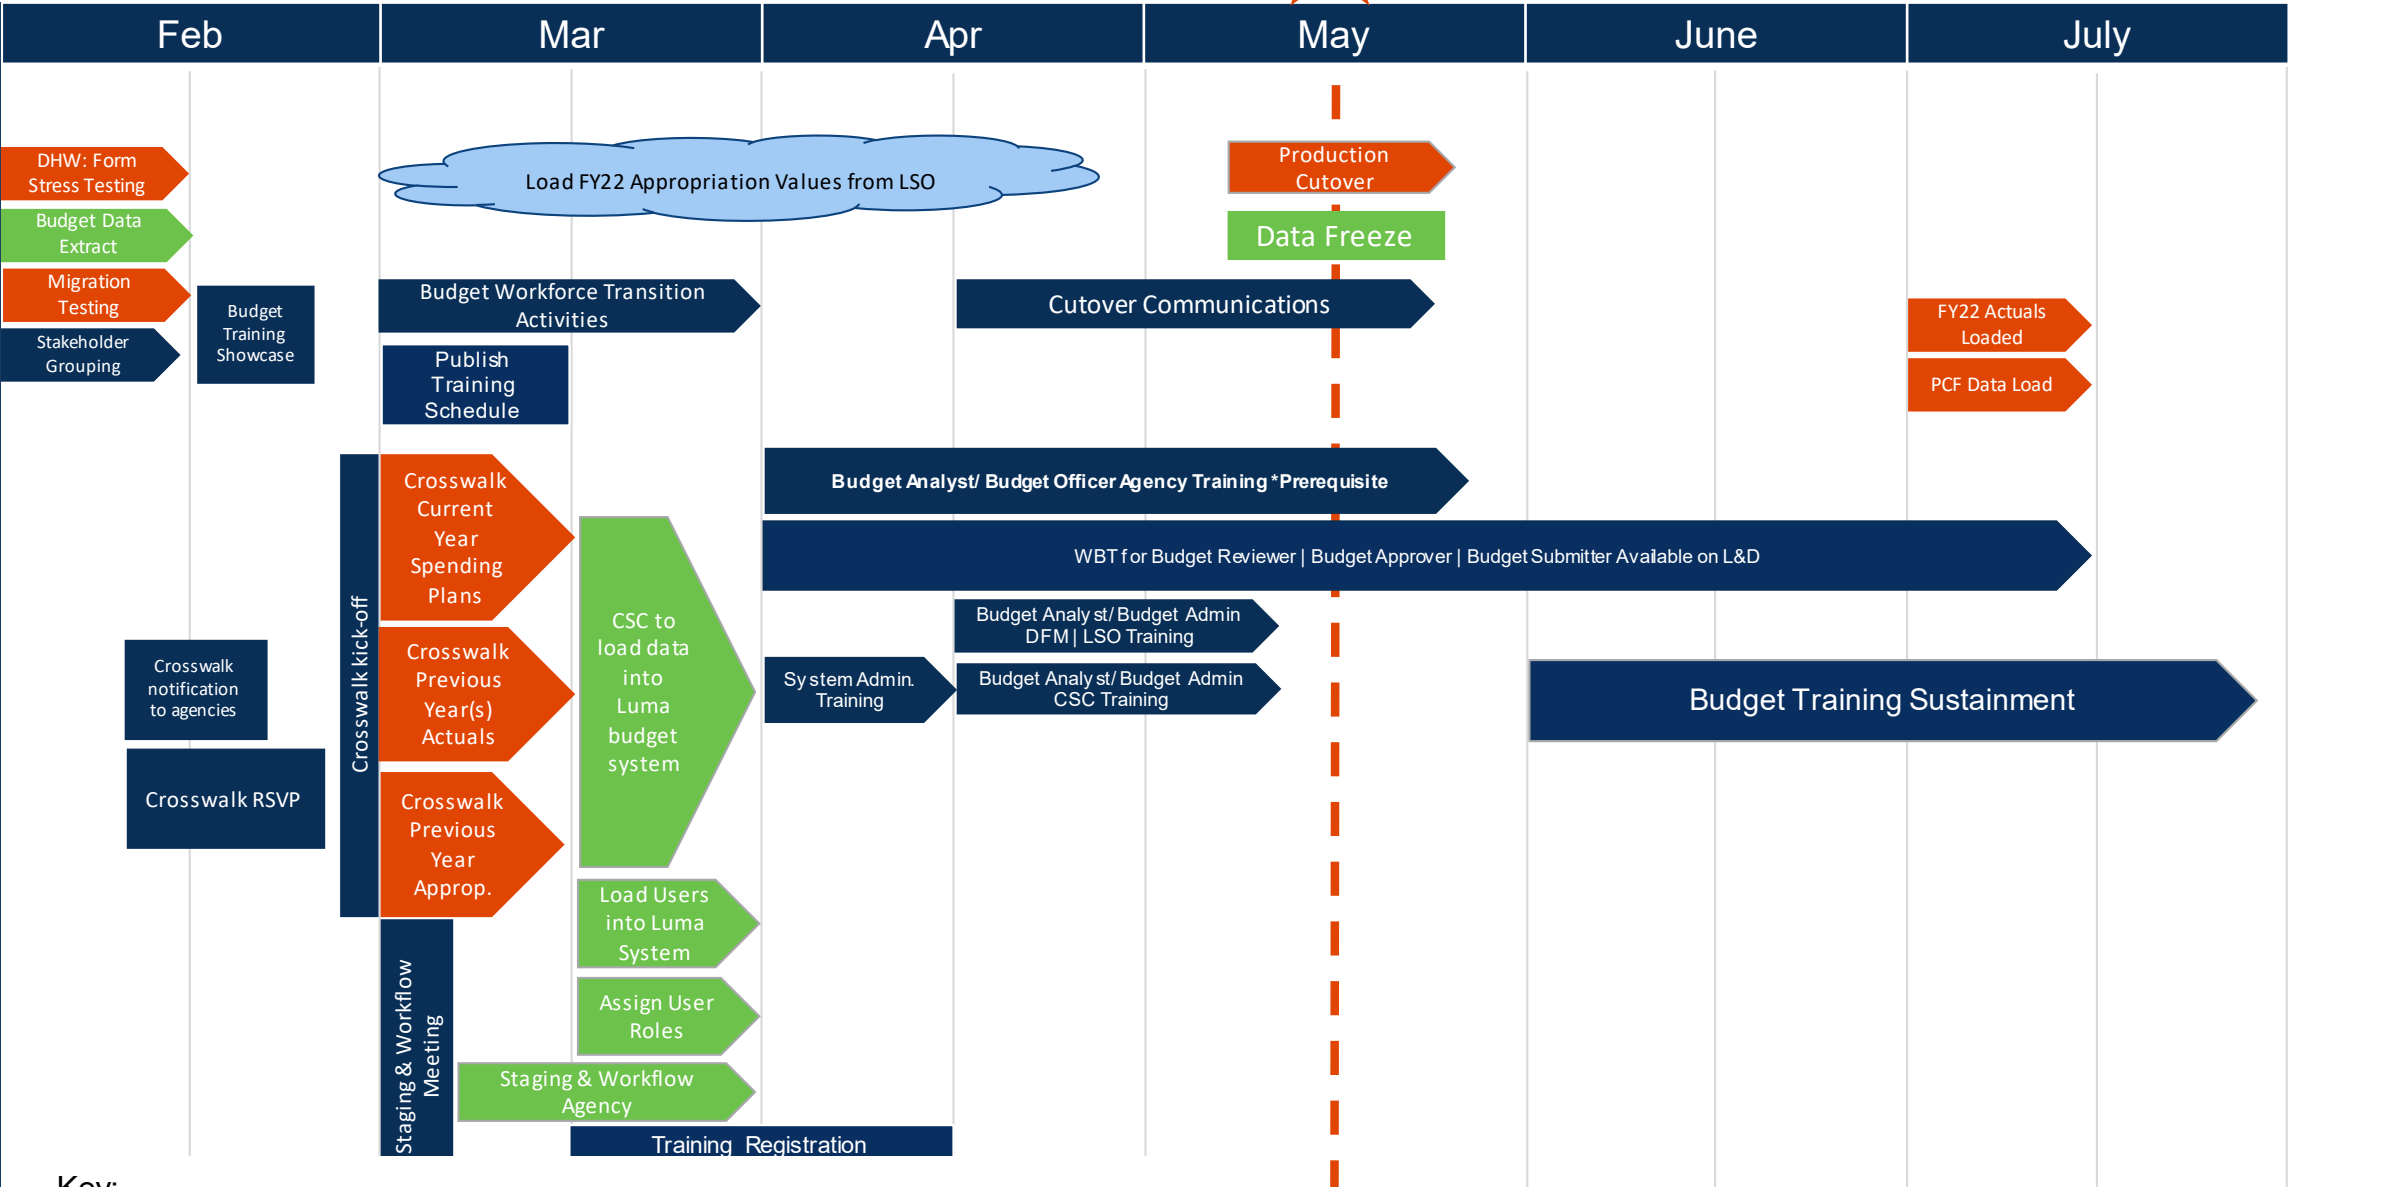 Feb
Mar
Apr
May
June
July
DHW: Form
Stress Testing
Budget Data
Extract
Migration
Testing
Stakeholder
Grouping
Budget
Training
Showcase
Load FY22 Appropriation Values from LSO
Budget Workforce Transition
Activities
Publish
Training
Schedule
Production
Cutover
Data Freeze
Cutover Communications
FY22 Actuals
Loaded
PCF Data Load
Crosswalk kick-off
Crosswalk
Current
Year
Spending
Plans
Crosswalk
Previous
Year(s)
Actuals
Crosswalk
Previous
Year
Approp.
CSC to
load data
into
Luma
budget
system
Budget Analyst/ Budget Officer Agency Training *Prerequisite
WBT for Budget Reviewer | Budget Approver | Budget Submitter Available on L&D
Budget Analyst/ Budget Admin
DFM | LSO Training
System Admin.
Training
Budget Analyst/ Budget Admin
CSC Training
Budget Training Sustainment
Crosswalk
notification
to agencies
Crosswalk RSVP
Load Users
into Luma
System
Assign User
Roles
Staging & Workflow
Meeting
Staging & Workflow
Agency
Training Registration
Key: